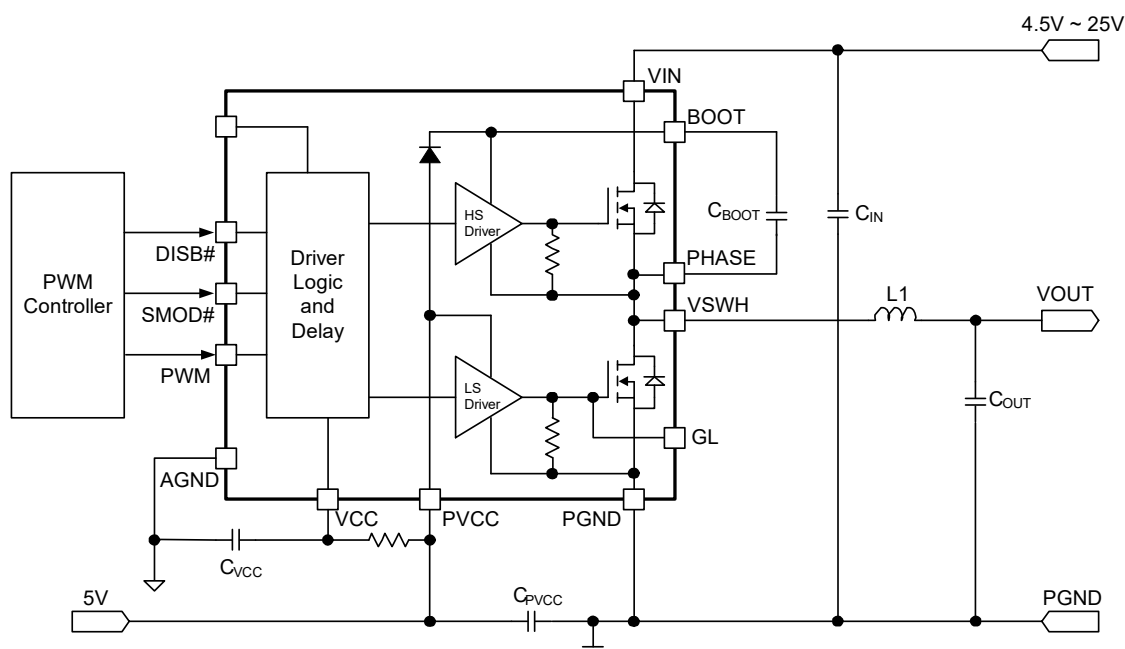 4.5V ~ 25V
VIN
BOOT
HS
Driver
CBOOT
CIN
DISB#
PWM
Controller
Driver
Logic
and
Delay
PHASE
SMOD#
VSWH
L1
VOUT
PWM
LS
Driver
COUT
GL
AGND
VCC
PVCC
PGND
CVCC
5V
CPVCC
PGND